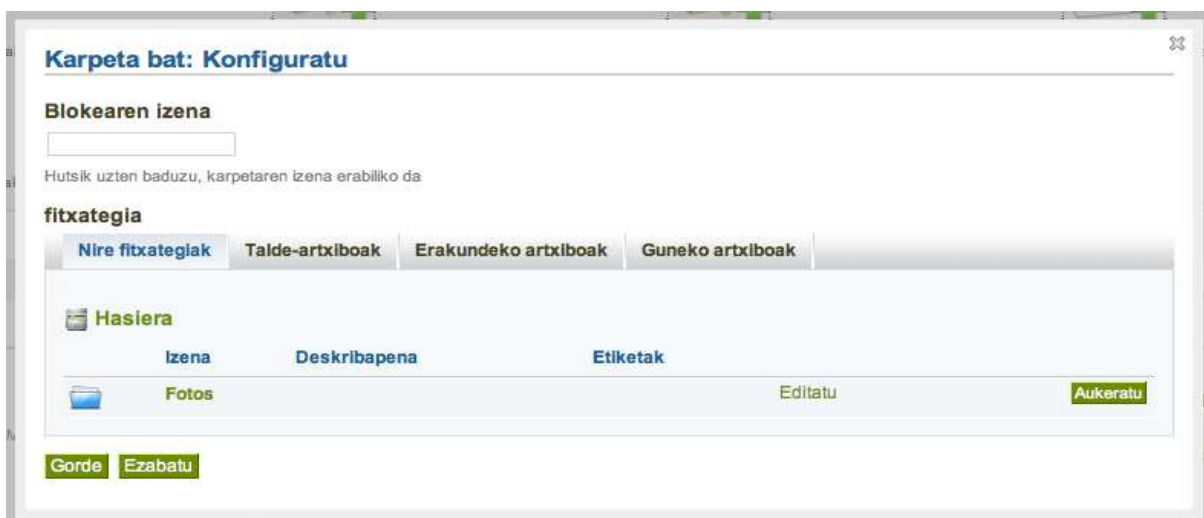 Karpeta bat: Konfiguratu
Blokearen izena
Hutsik uzten baduzu, karpetaren izena erabiliko da
fitxategia
Nire fitxategiak Talde-artxiboak Erakundeko artxiboak Guneko artxiboak
Hasiera
Izena Deskribapena Etiketak
Fotos Editatu Aukeratu
Gorde Ezabatu